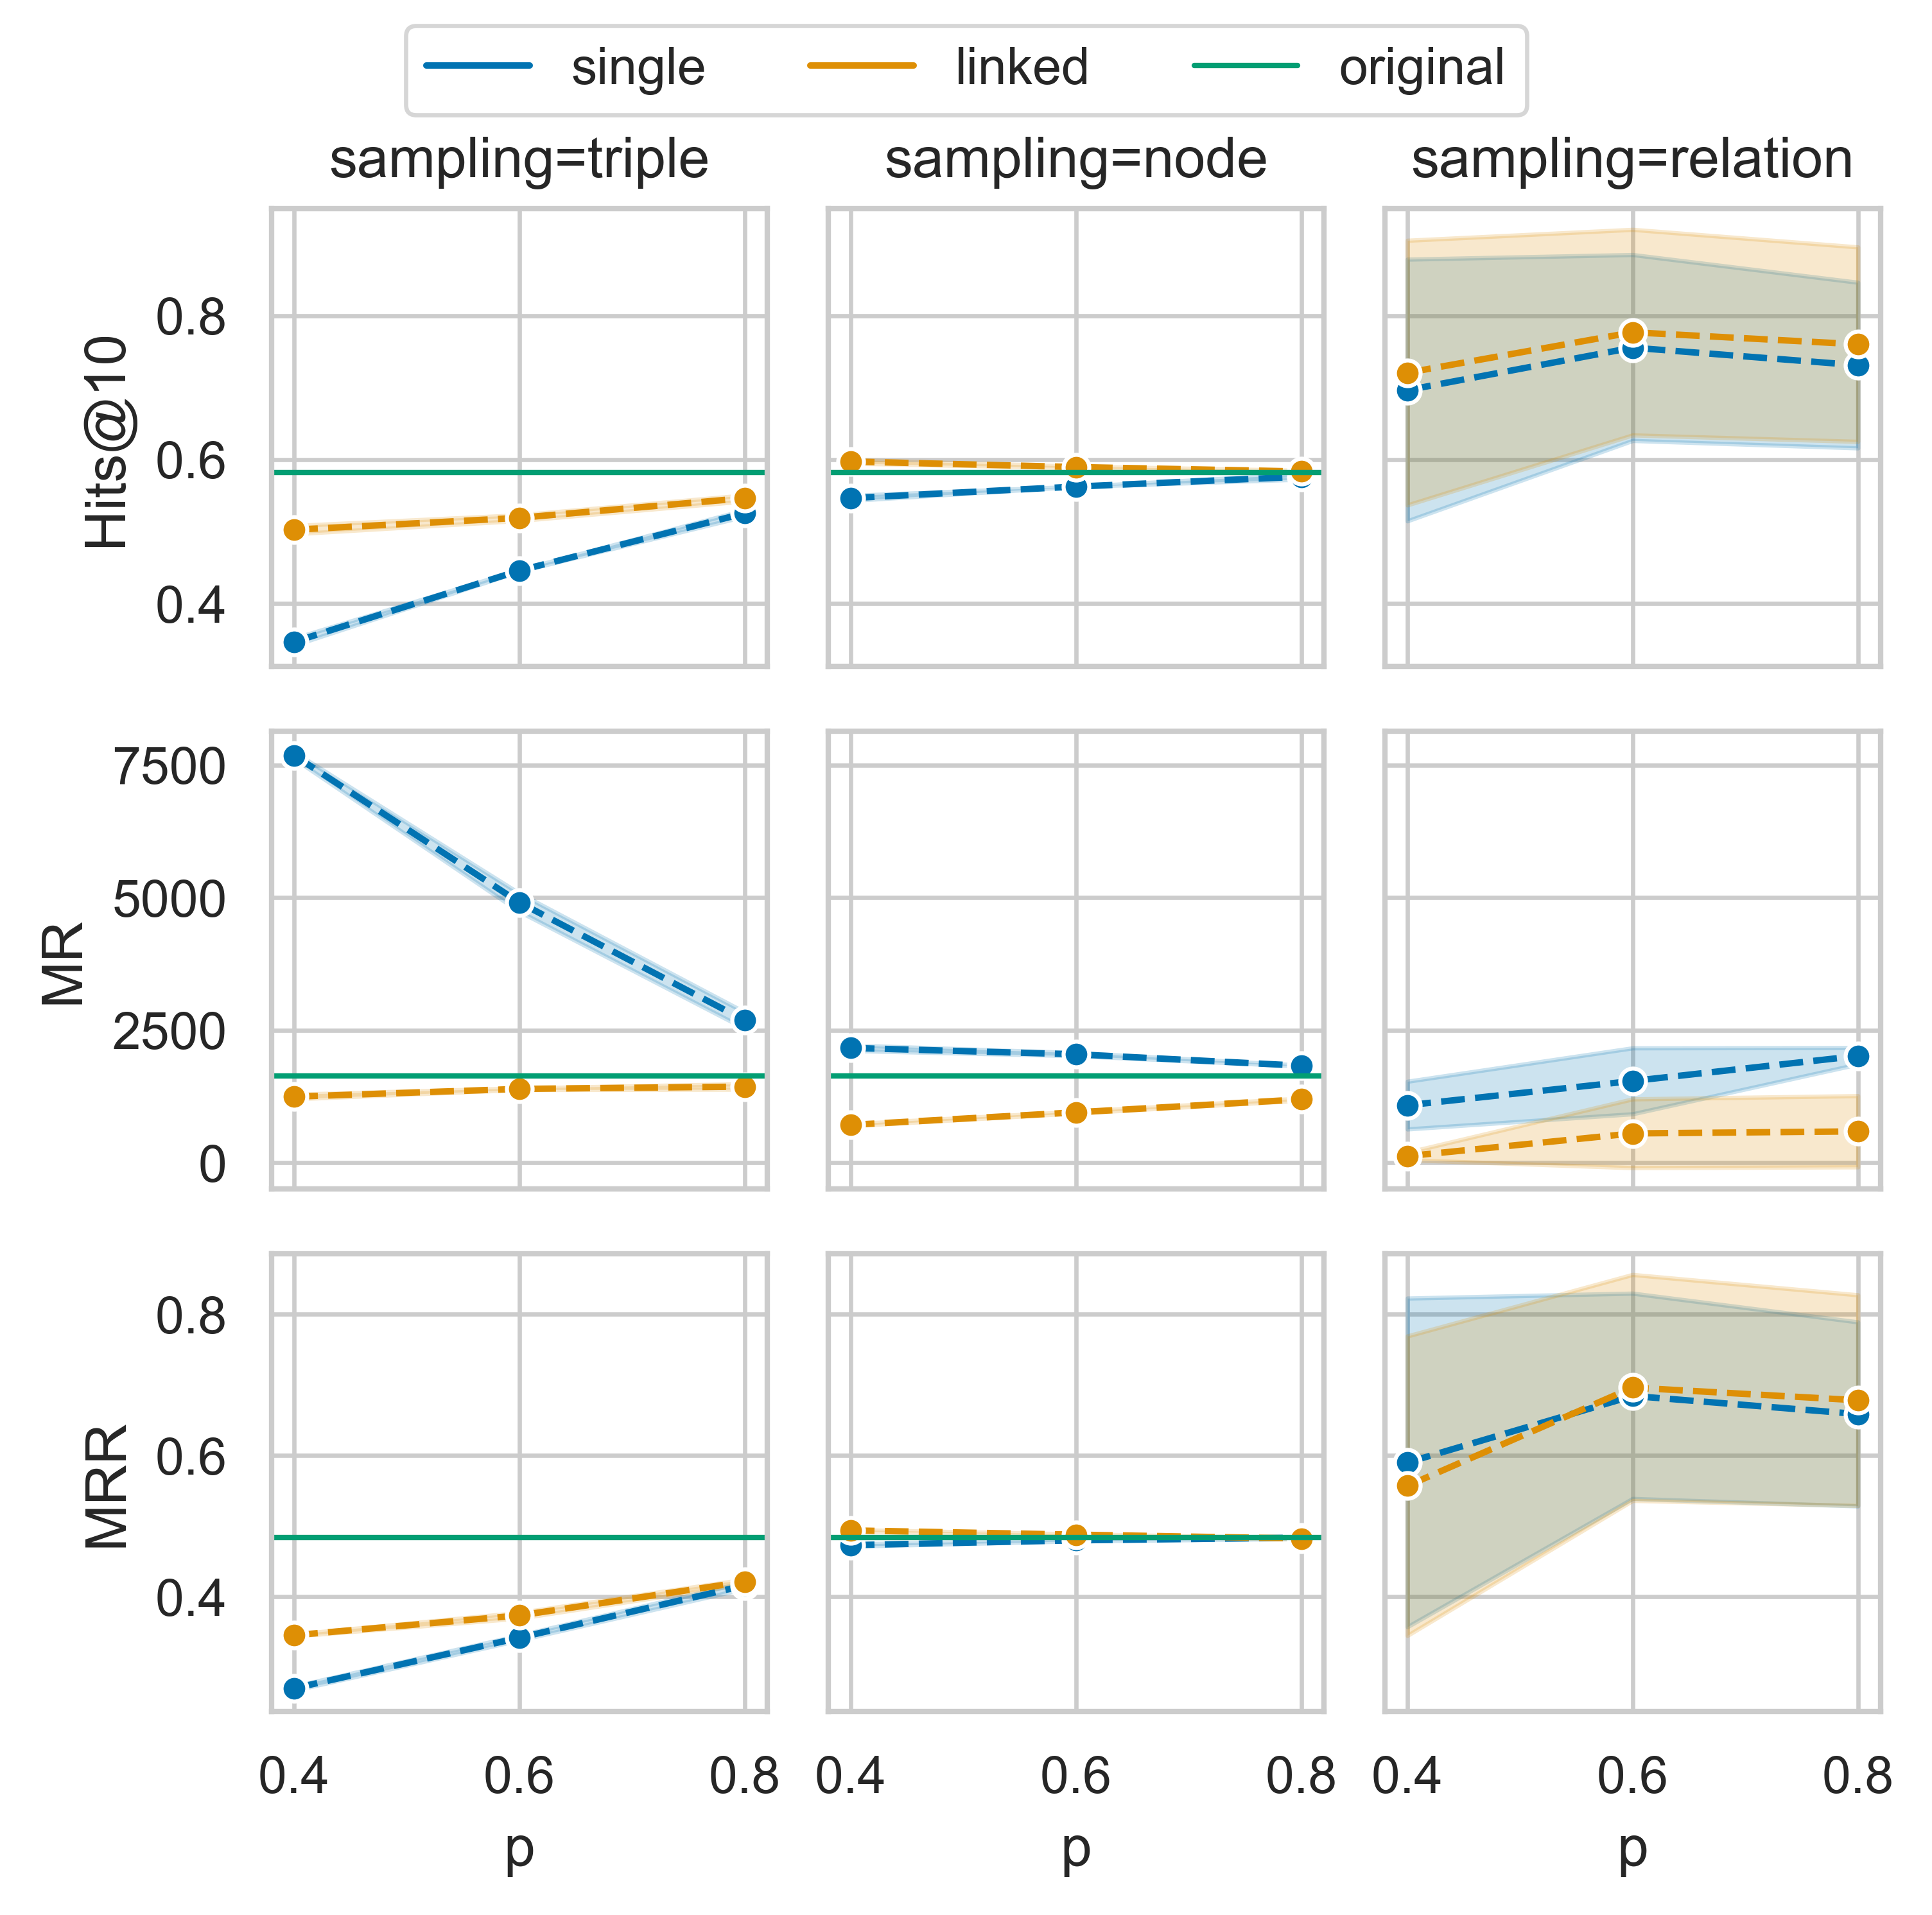 single linked original
sampling=triple sampling=node sampling=relation
Hits@10
0.8
0.6
0.4
MR
7500
5000
2500
0
MRR
0.8
0.6
0.4
0.4 0.6 0.8 0.4 0.6 0.8 0.4 0.6 0.8
p p p